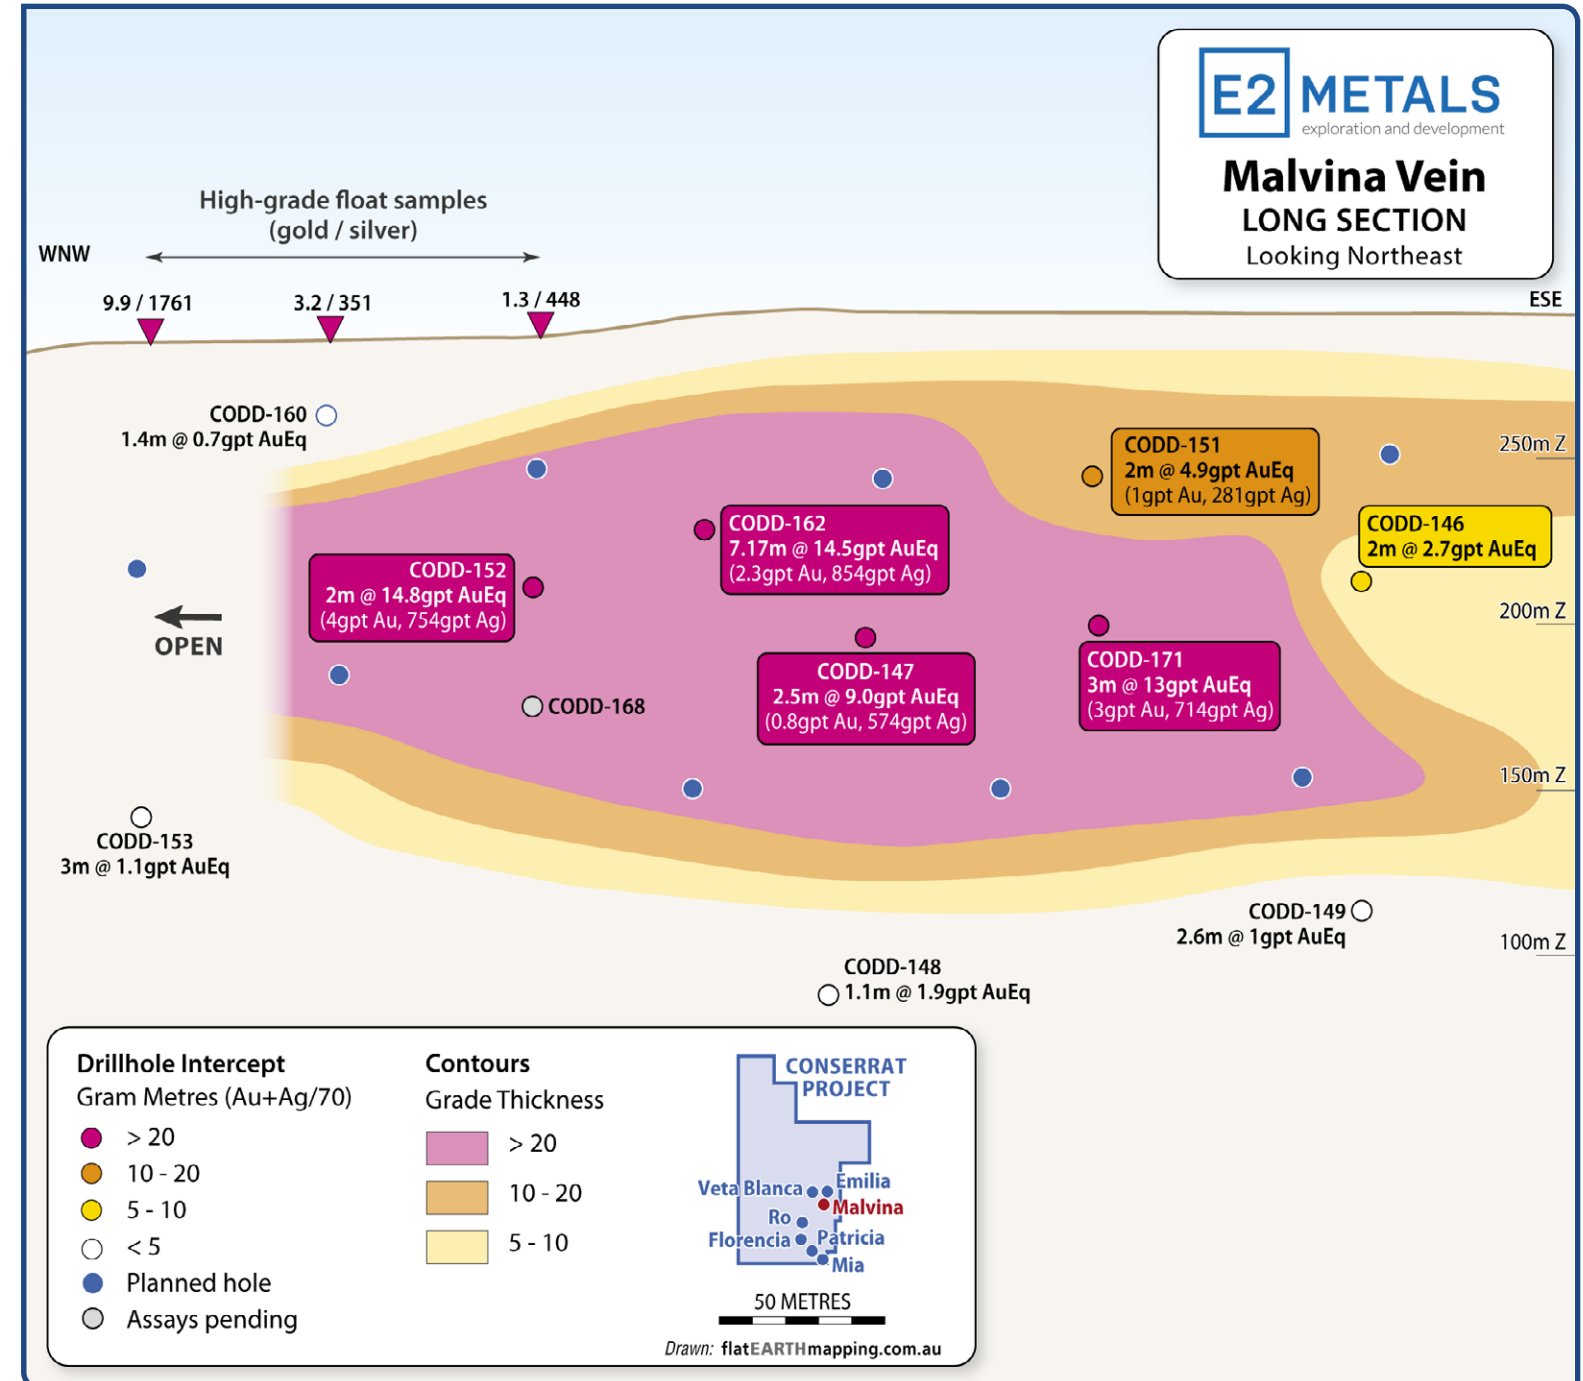 E2 METALS
exploration and development
Malvina Vein
LONG SECTION
Looking Northeast
High-grade float samples
(gold / silver)
WNW
ESE
9.9 / 1761
3.2 / 351
1.3 / 448
CODD-160
1.4m @ 0.7gpt AuEq
CODD-151
2m @ 4.9gpt AuEq
(1gpt Au, 281gpt Ag)
250m Z
CODD-146
2m @ 2.7gpt AuEq
CODD-162
7.17m @ 14.5gpt AuEq
(2.3gpt Au, 854gpt Ag)
CODD-152
2m @ 14.8gpt AuEq
(4gpt Au, 754gpt Ag)
200m Z
OPEN
CODD-147
2.5m @ 9.0gpt AuEq
(0.8gpt Au, 574gpt Ag)
CODD-171
3m @ 13gpt AuEq
(3gpt Au, 714gpt Ag)
CODD-168
150m Z
CODD-153
3m @ 1.1gpt AuEq
CODD-149
2.6m @ 1gpt AuEq
100m Z
CODD-148
1.1m @ 1.9gpt AuEq
Drillhole Intercept
Gram Metres (Au+Ag/70)
> 20
10 - 20
5 - 10
< 5
Planned hole
Assays pending
Contours
Grade Thickness
> 20
10 - 20
5 - 10
CONSERRAT
PROJECT
Veta Blanca
Emilia
Malvina
Ro
Florencia
Patricia
Mia
50 METRES
Drawn: flatEARTHmapping.com.au